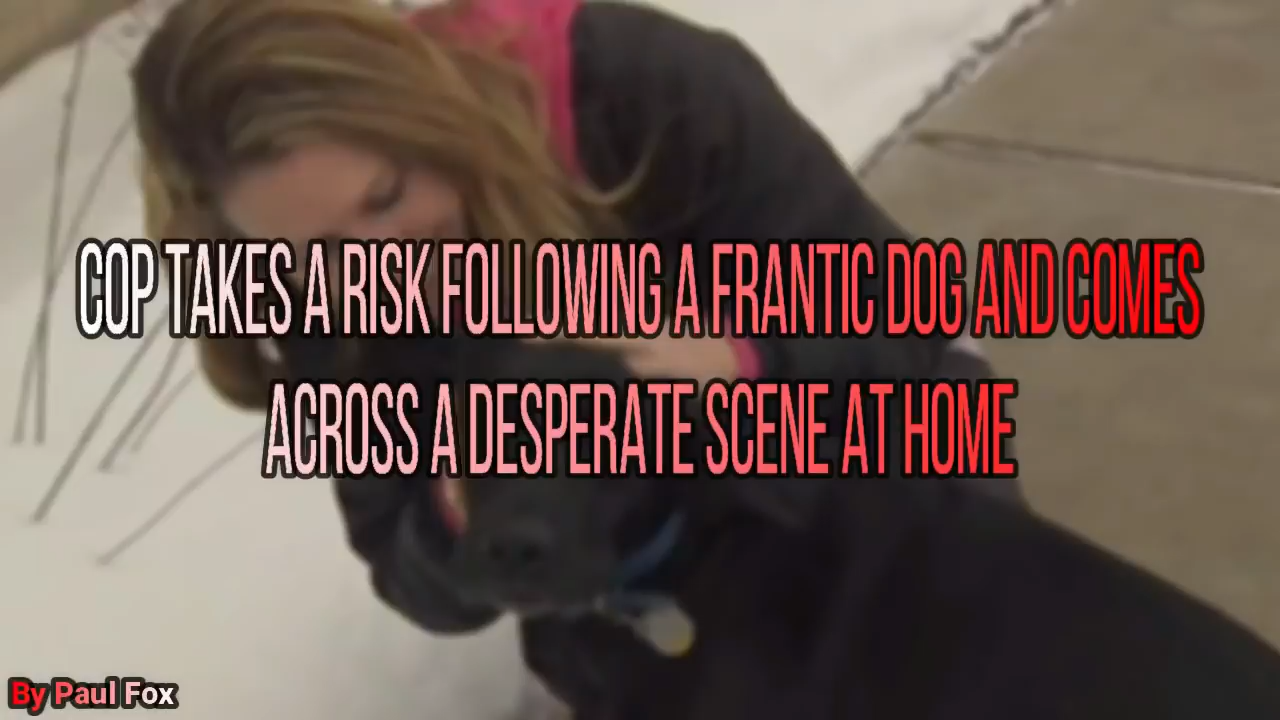 COP TAKES A RISK FOLLOWING A FRANTIC DOG AND COMES
ACROSS A DESPERATE SCENE AT HOME
By Paul Fox